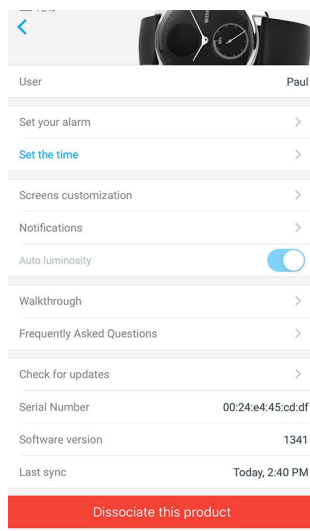 User Paul
Set your alarm
Set the time
Screens customization
Notifications
Auto luminosity
Walkthrough
Frequently Asked Questions
Check for updates
Serial Number 00:24:e4:45:cd:df
Software version 1341
Last sync Today, 2:40 PM
Dissociate this product